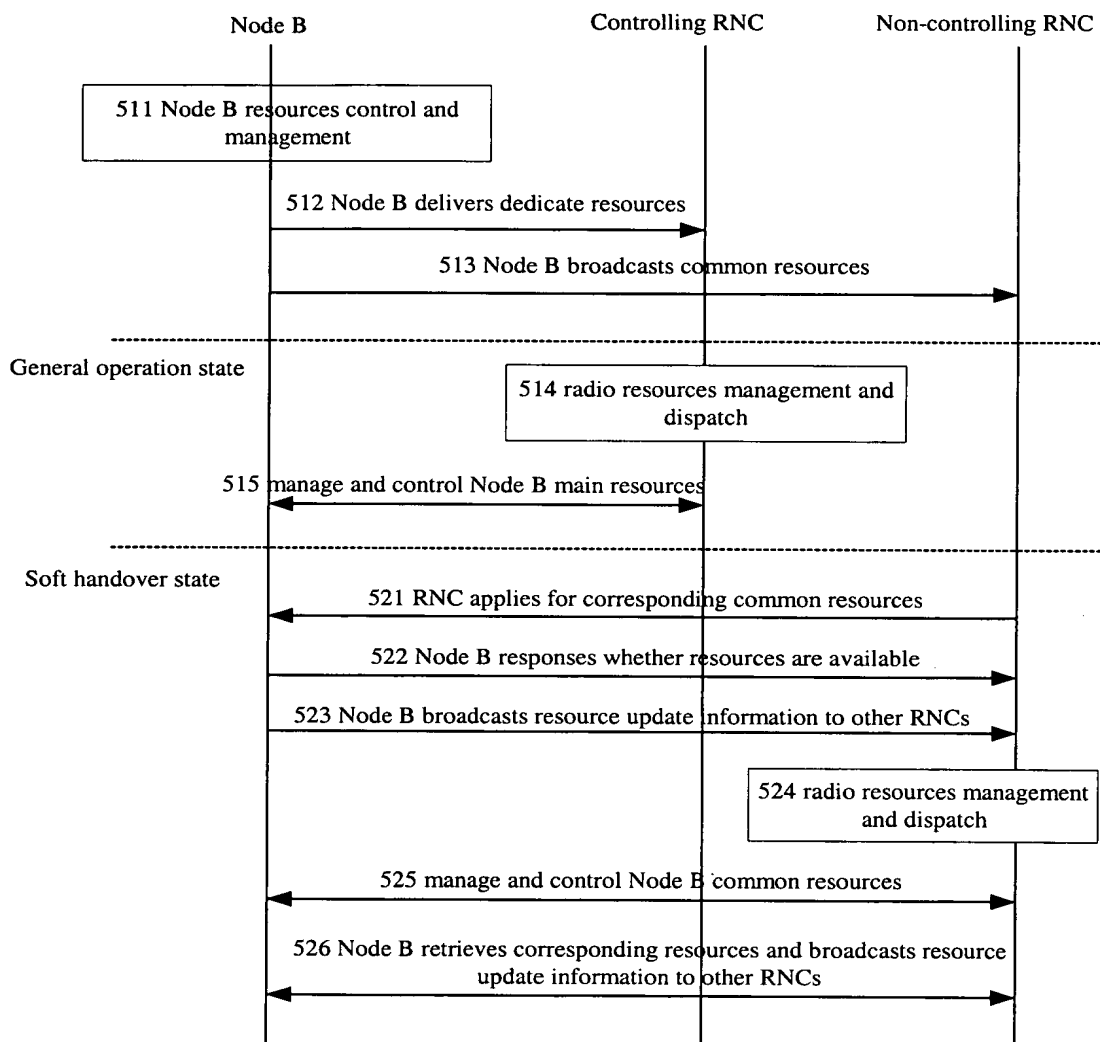 Node B
Controlling RNC
Non-controlling RNC
511 Node B resources control and
management
512 Node B delivers dedicate resources
513 Node B broadcasts common resources
General operation state
514 radio resources management and
dispatch
515 manage and control Node B main resources
Soft handover state
521 RNC applies for corresponding common resources
522 Node B responses whether resources are available
523 Node B broadcasts resource update information to other RNCs
524 radio resources management
and dispatch
525 manage and control Node B common resources
526 Node B retrieves corresponding resources and broadcasts resource
update information to other RNCs